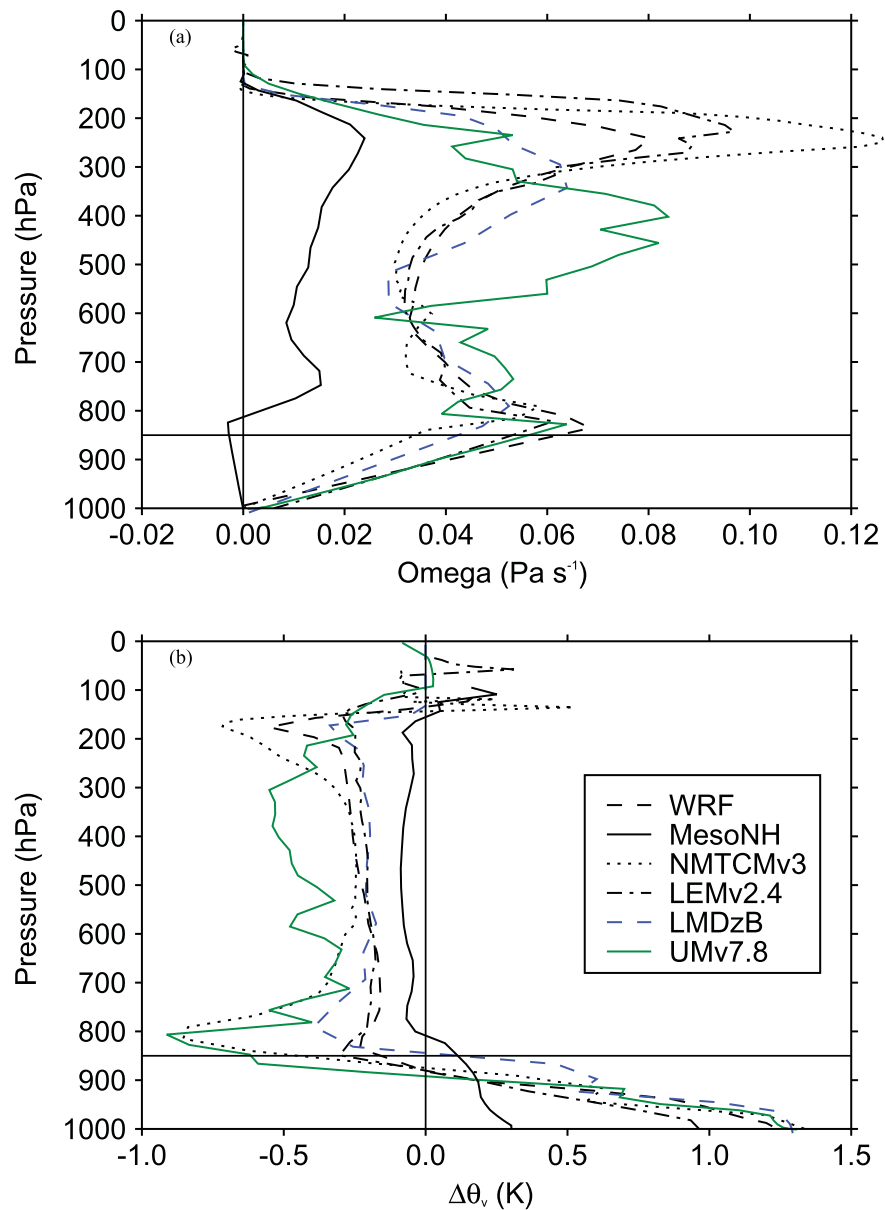 (a)
0
100
200
300
400
500
600
700
800
900
1000
Pressure (hPa)
-0.02 0.00 0.02 0.04 0.06 0.08 0.10 0.12
Omega (Pa s⁻¹)
(b)
0
100
200
300
400
500
600
700
800
900
1000
Pressure (hPa)
WRF
MesoNH
NMTCMv3
LEMv2.4
LMDzB
UMv7.8
-1.0 -0.5 0.0 0.5 1.0 1.5
Δθᵥ (K)